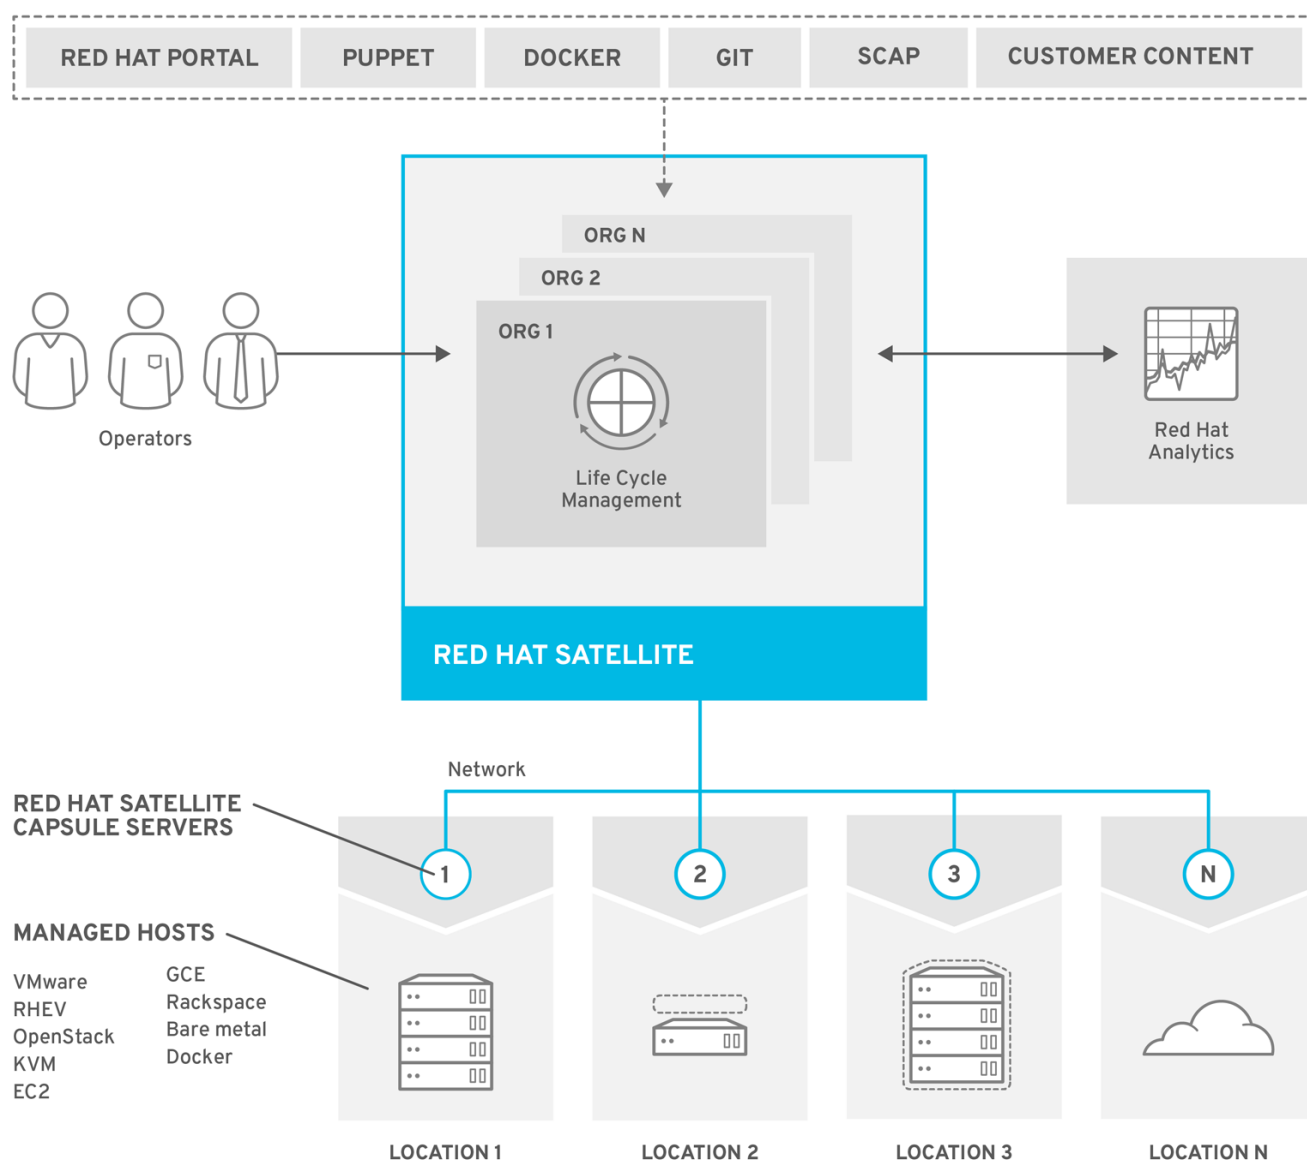 RED HAT PORTAL
PUPPET
DOCKER
GIT
SCAP
CUSTOMER CONTENT
ORG N
ORG 2
ORG 1
Life Cycle
Management
Operators
Red Hat
Analytics
RED HAT SATELLITE
Network
RED HAT SATELLITE
CAPSULE SERVERS
1
2
3
N
MANAGED HOSTS
VMware
RHEV
OpenStack
KVM
EC2
GCE
Rackspace
Bare metal
Docker
LOCATION 1
LOCATION 2
LOCATION 3
LOCATION N